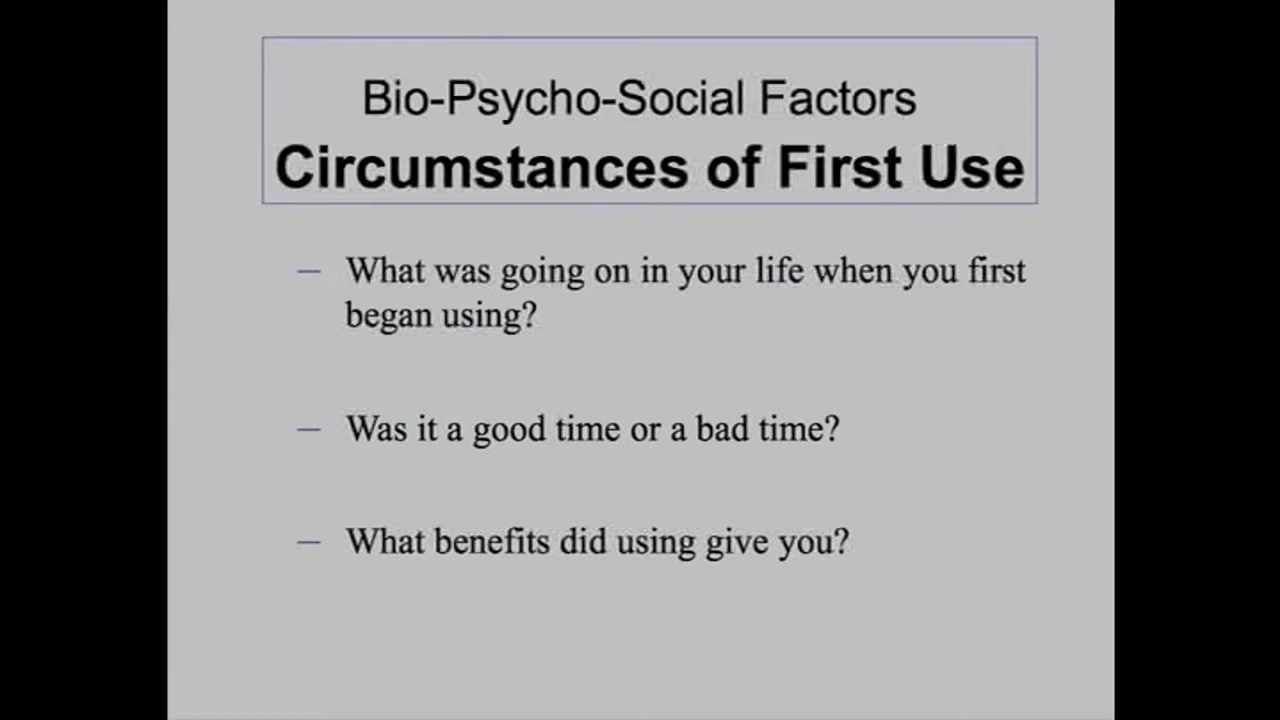 Bio-Psycho-Social Factors
Circumstances of First Use
– What was going on in your life when you first
began using?
– Was it a good time or a bad time?
– What benefits did using give you?